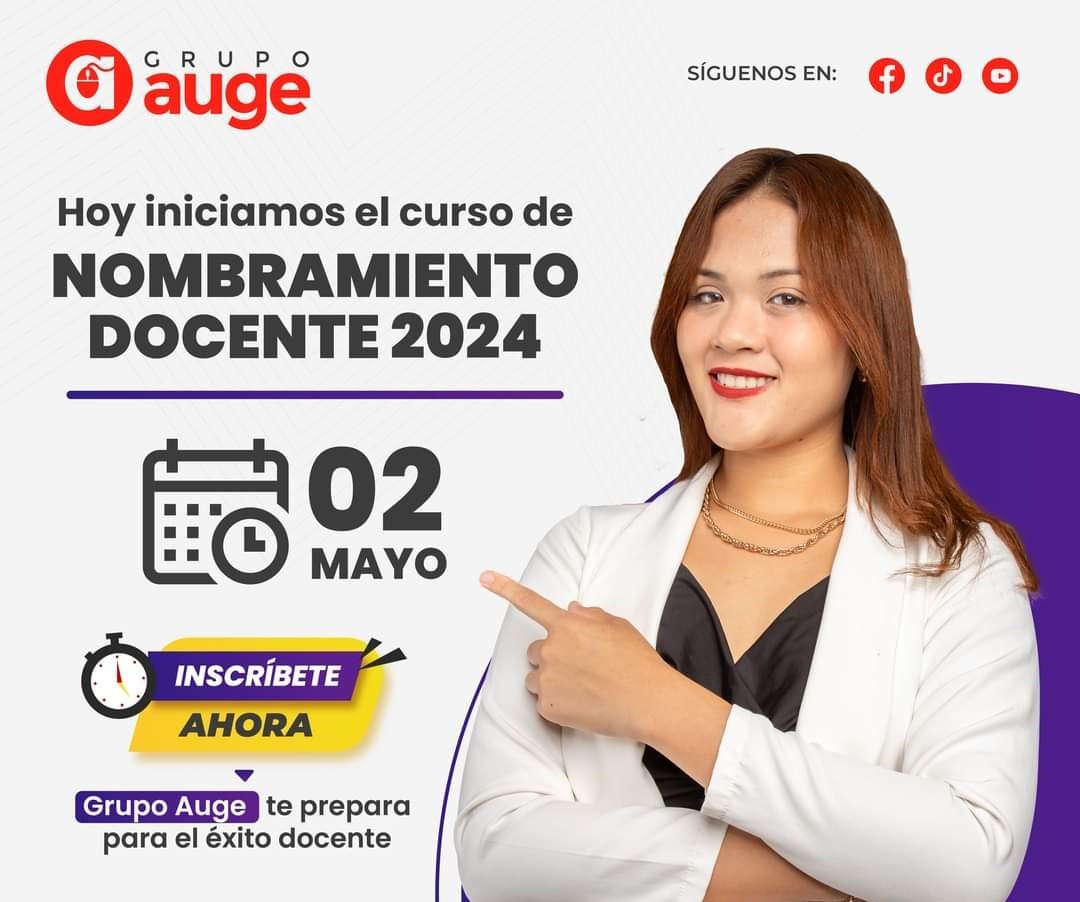 GRUPO
auge
SÍGUENOS EN:
Hoy iniciamos el curso de
NOMBRAMIENTO
DOCENTE 2024
02
MAYO
INSCRÍBETE
AHORA
Grupo Auge te prepara
para el éxito docente